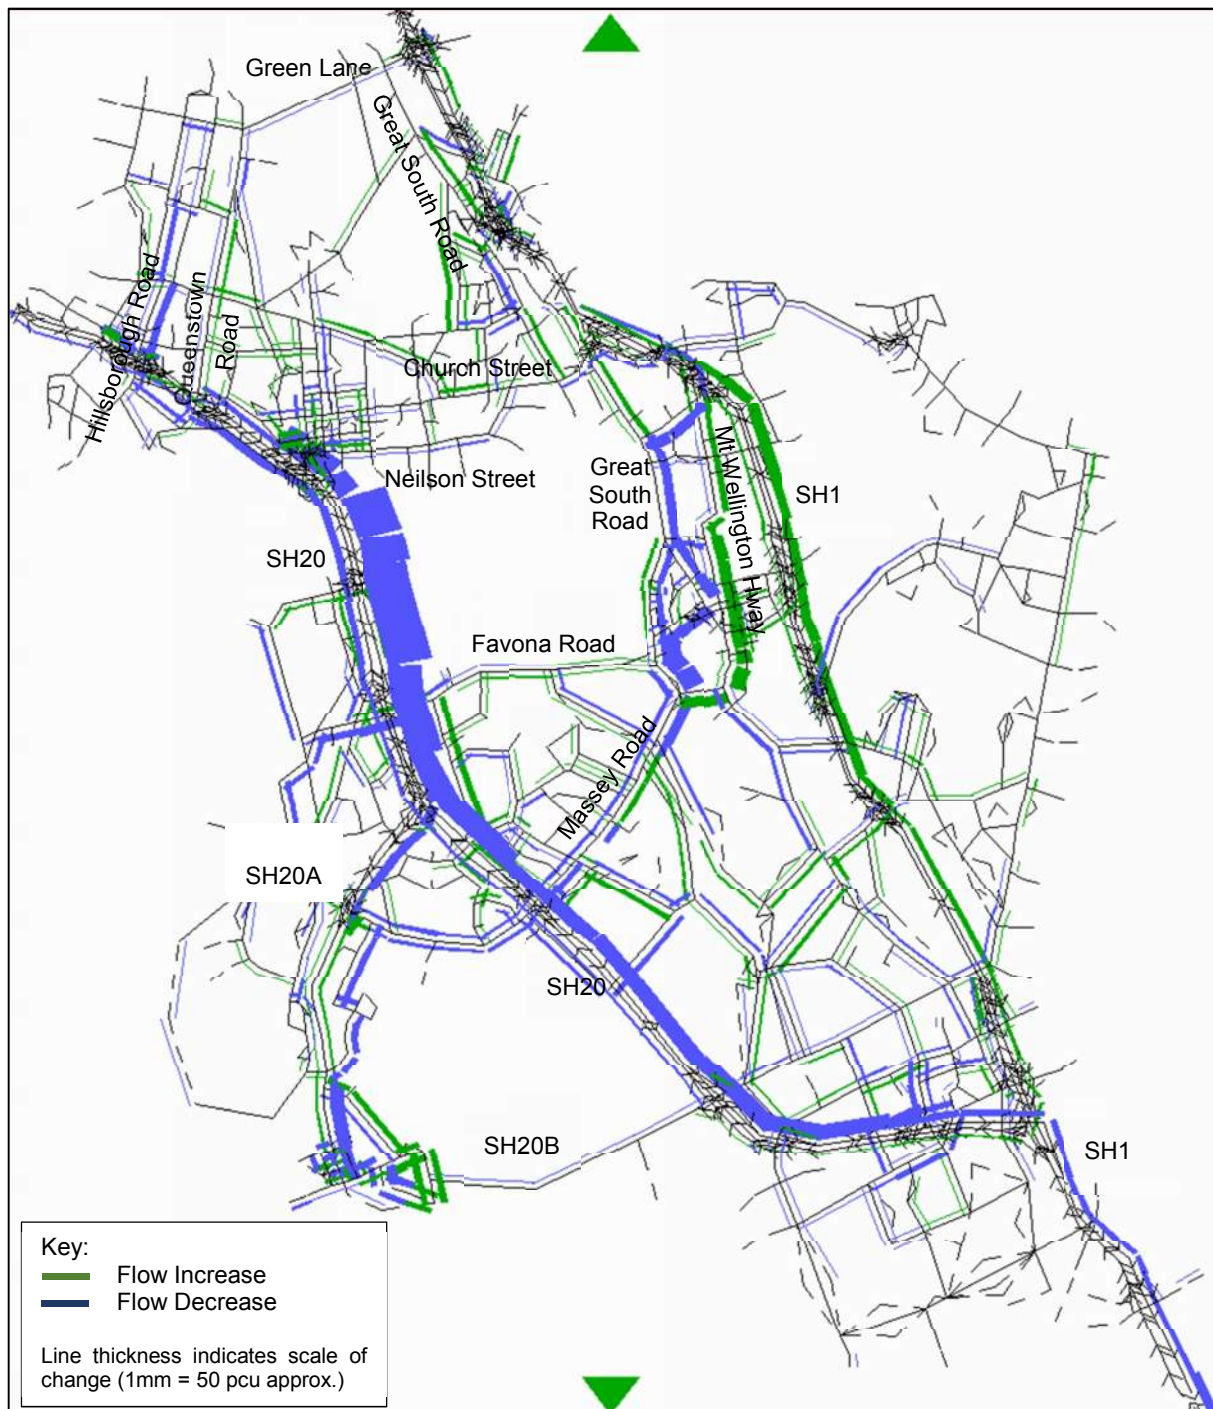 Green Lane
Great South Road
Hillsborough Road
Queenstown
Road
Church Street
Neilson Street
Great
South
Road
Mt Wellington Hway
SH1
SH20
Favona Road
Massey Road
SH20A
SH20
SH20B
SH1
Key:
Flow Increase
Flow Decrease
Line thickness indicates scale of
change (1mm = 50 pcu approx.)